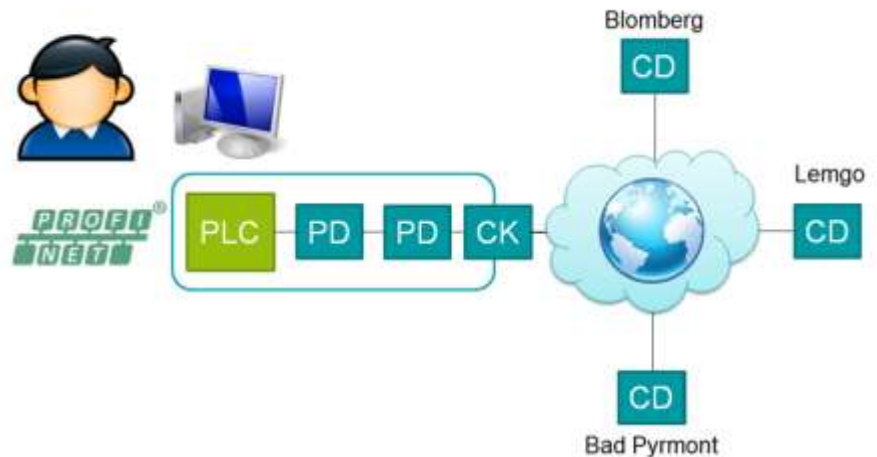 Blomberg
CD
Lemgo
PROFI®
NET
PLC
PD
PD
CK
CD
CD
Bad Pyrmont